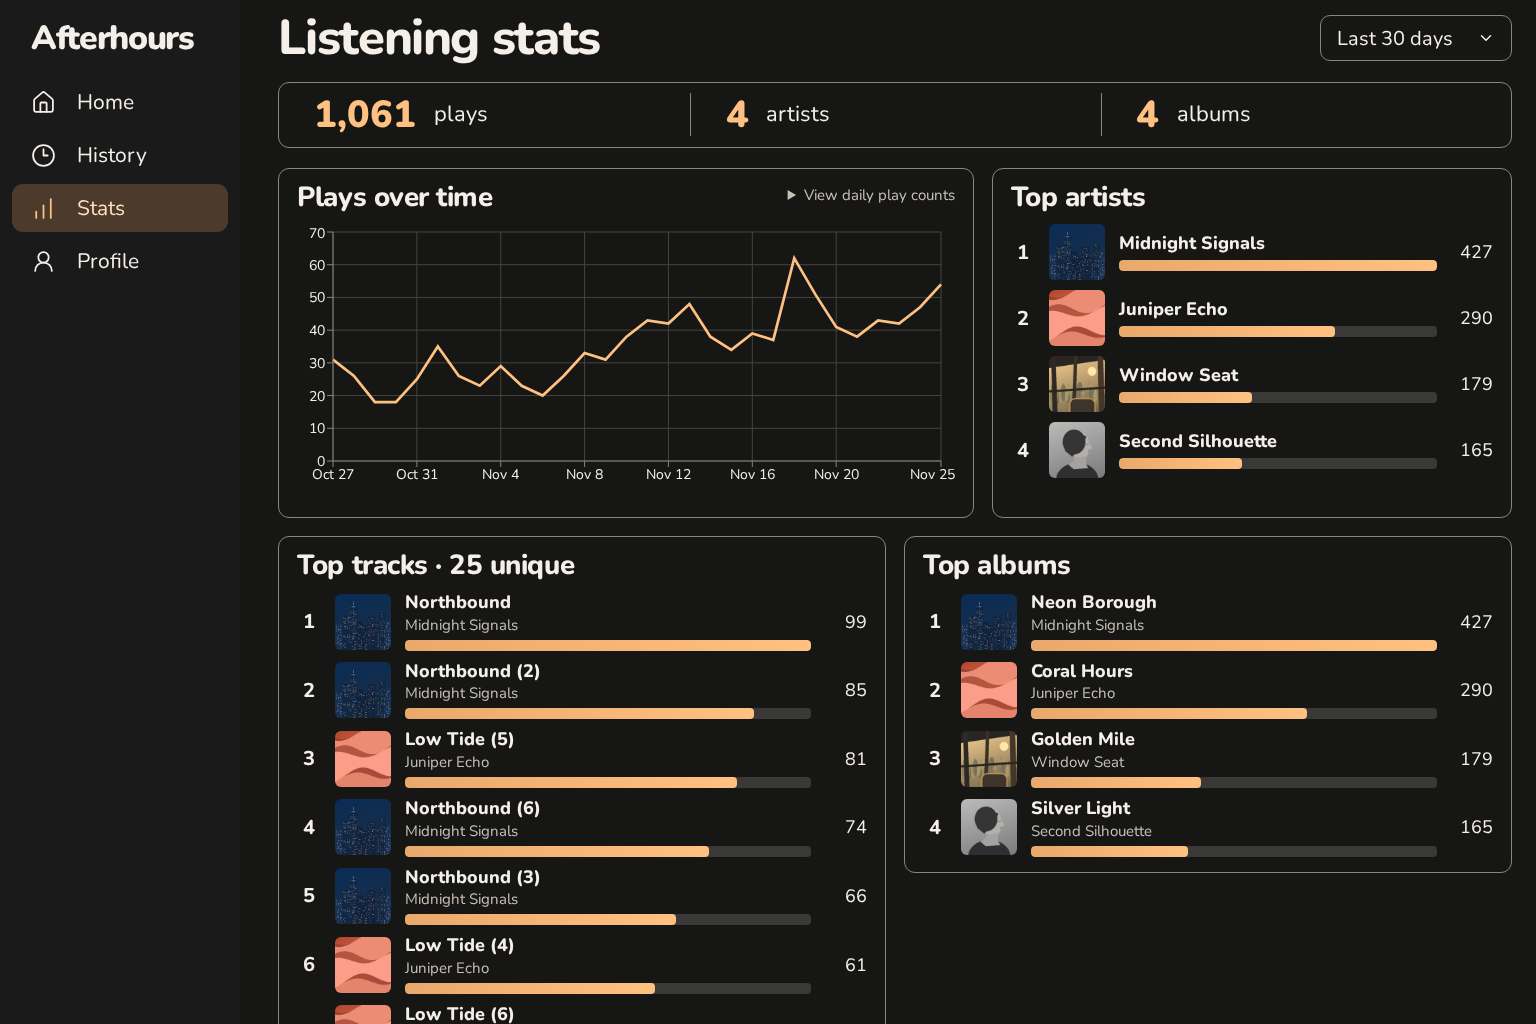 Afterhours
Home
History
Stats
Profile
Listening stats
Last 30 days
1,061 plays
4 artists
4 albums
Plays over time
View daily play counts
70
60
50
40
30
20
10
0
Oct 27 Oct 31 Nov 4 Nov 8 Nov 12 Nov 16 Nov 20 Nov 25
Top artists
1 Midnight Signals 427
2 Juniper Echo 290
3 Window Seat 179
4 Second Silhouette 165
Top tracks · 25 unique
1 Northbound 99
Midnight Signals
2 Northbound (2) 85
Midnight Signals
3 Low Tide (5) 81
Juniper Echo
4 Northbound (6) 74
Midnight Signals
5 Northbound (3) 66
Midnight Signals
6 Low Tide (4) 61
Juniper Echo
Low Tide (6)
Top albums
1 Neon Borough 427
Midnight Signals
2 Coral Hours 290
Juniper Echo
3 Golden Mile 179
Window Seat
4 Silver Light 165
Second Silhouette